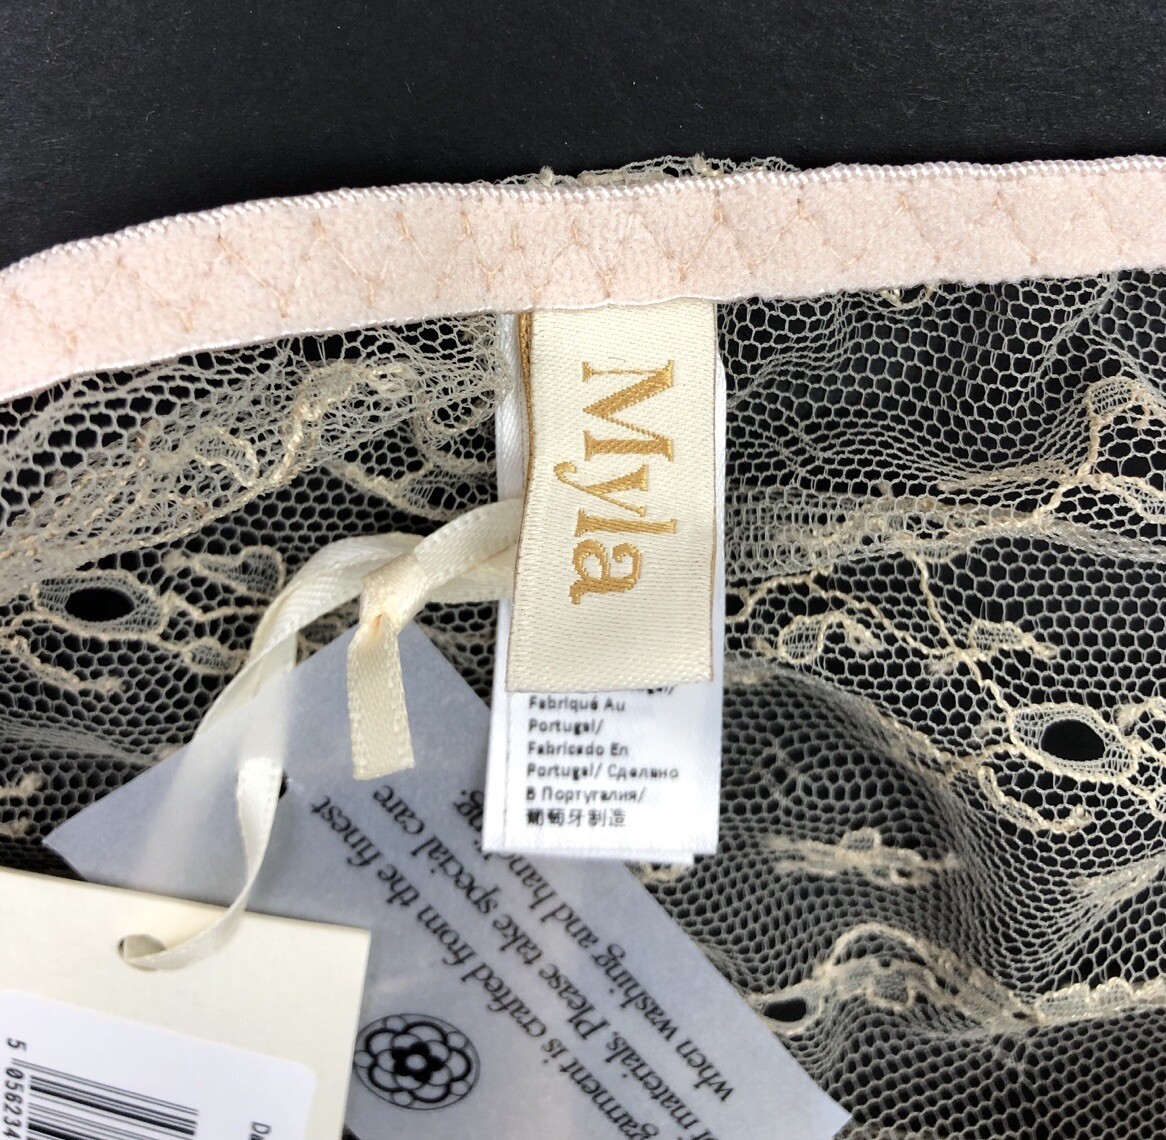 Myla
Fabriqué Au
Portugal/
Fabricado En
Portugal/ Сделано
В Португалия/
葡萄牙制造
garment is crafted from the finest
materials. Please take special care
when washing and
5 056234